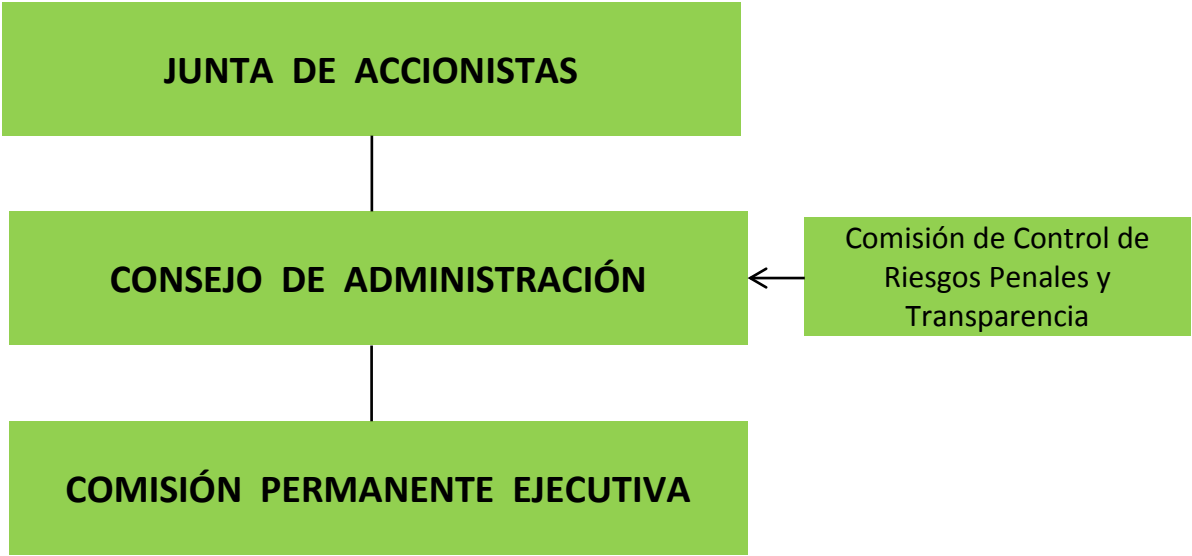 JUNTA DE ACCIONISTAS
CONSEJO DE ADMINISTRACIÓN
Comisión de Control de
Riesgos Penales y
Transparencia
COMISIÓN PERMANENTE EJECUTIVA